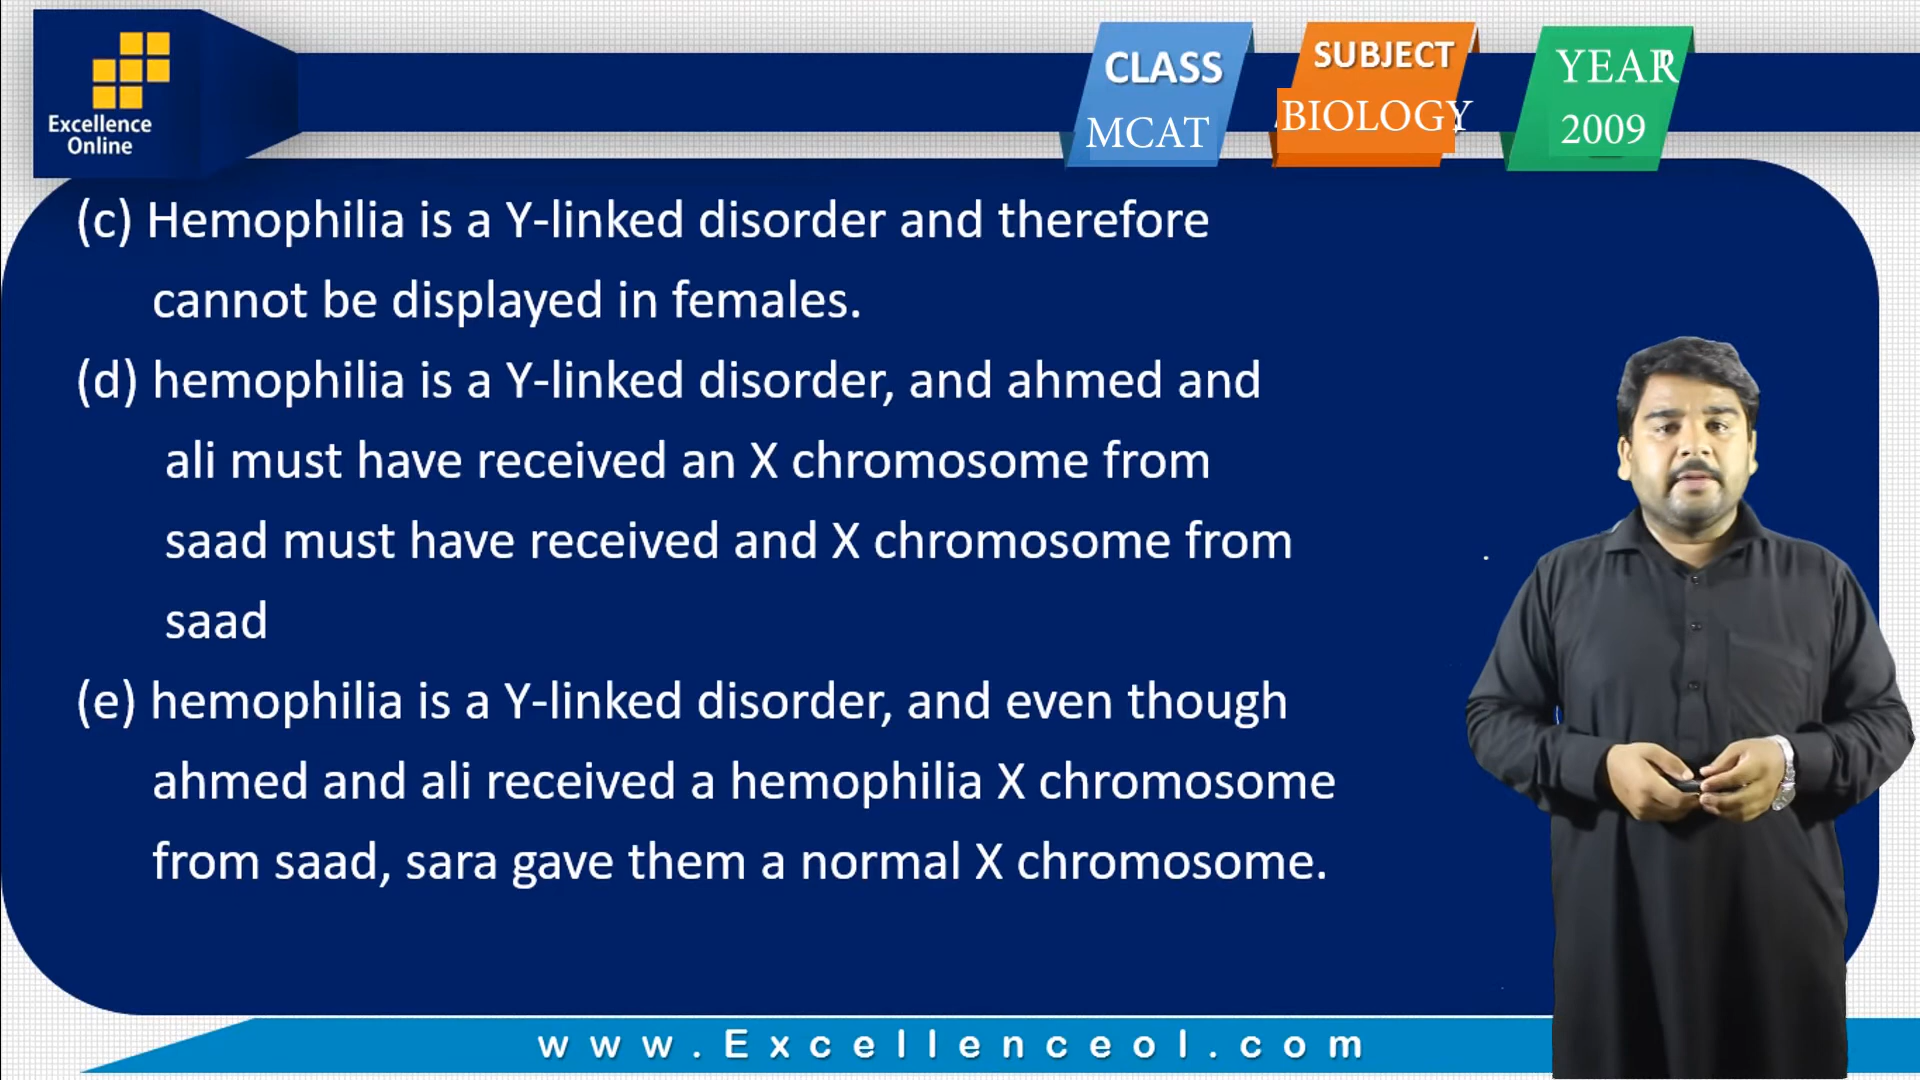 Excellence
Online
CLASS
MCAT
SUBJECT
BIOLOGY
YEAR
2009
(c) Hemophilia is a Y-linked disorder and therefore
cannot be displayed in females.
(d) hemophilia is a Y-linked disorder, and ahmed and
ali must have received an X chromosome from
saad must have received and X chromosome from
saad
(e) hemophilia is a Y-linked disorder, and even though
ahmed and ali received a hemophilia X chromosome
from saad, sara gave them a normal X chromosome.
www.Excellenceol.com